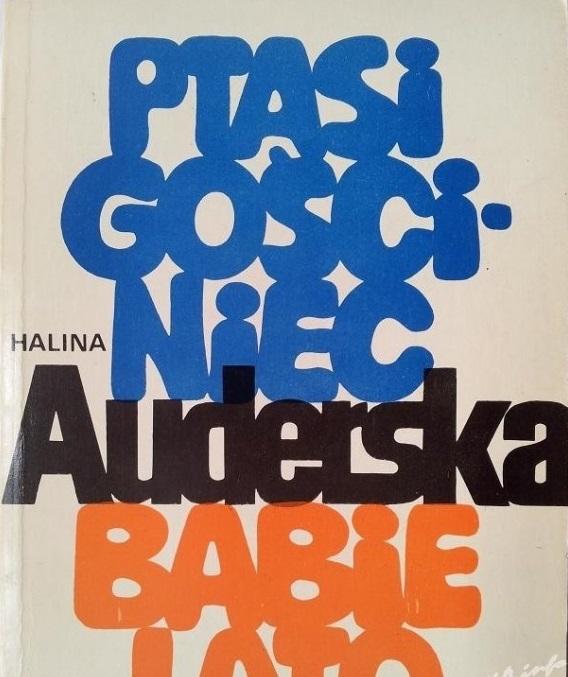 PTASI
GOŚCI-
NIEC
HALINA
Auderska
BABIE
LATO